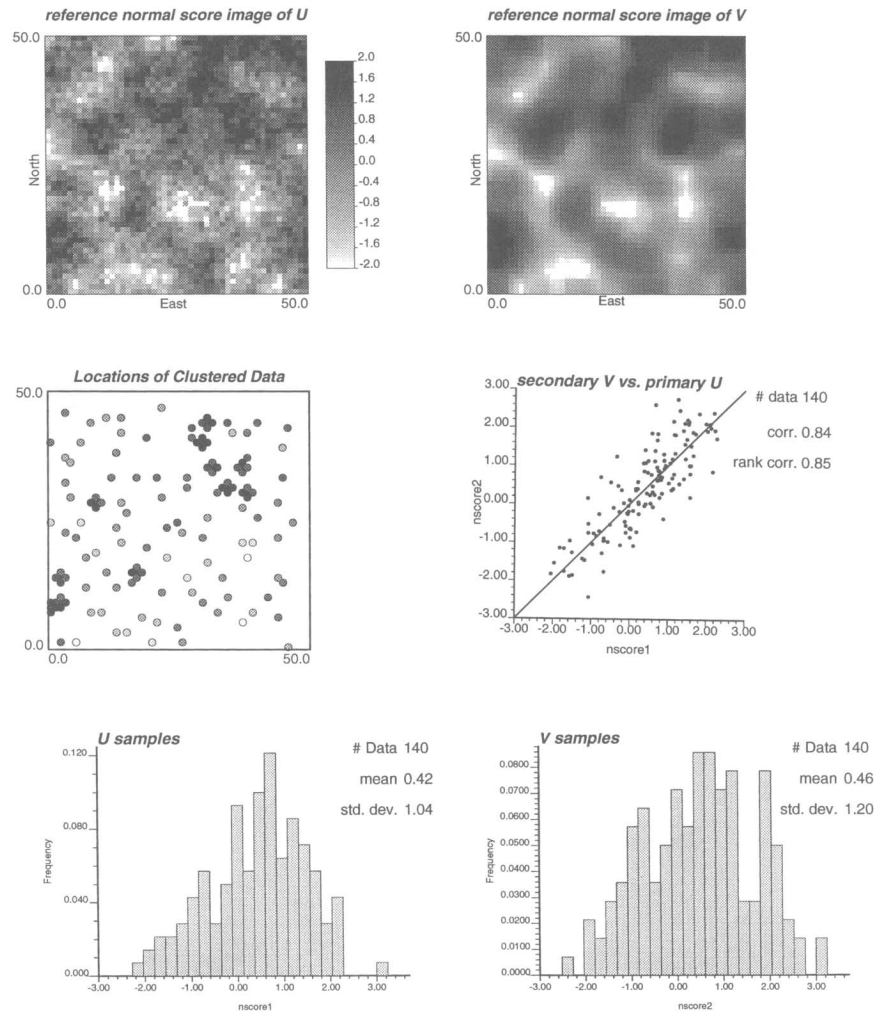 reference normal score image of U
50.0
North
0.0
0.0
East
50.0
2.0
1.6
1.2
0.8
0.4
0.0
-0.4
-0.8
-1.2
-1.6
-2.0
reference normal score image of V
50.0
North
0.0
0.0
East
50.0
Locations of Clustered Data
50.0
0.0
0.0
50.0
secondary V vs. primary U
# data 140
corr. 0.84
rank corr. 0.85
nscore2
3.00
2.00
1.00
0.00
-1.00
-2.00
-3.00
-3.00 -2.00 -1.00 0.00 1.00 2.00 3.00
nscore1
U samples
# Data 140
mean 0.42
std. dev. 1.04
Frequency
0.120
0.080
0.040
0.000
-3.00 -2.00 -1.00 0.00 1.00 2.00 3.00
nscore1
V samples
# Data 140
mean 0.46
std. dev. 1.20
Frequency
0.0800
0.0700
0.0600
0.0500
0.0400
0.0300
0.0200
0.0100
0.0000
-3.00 -2.00 -1.00 0.00 1.00 2.00 3.00
nscore2